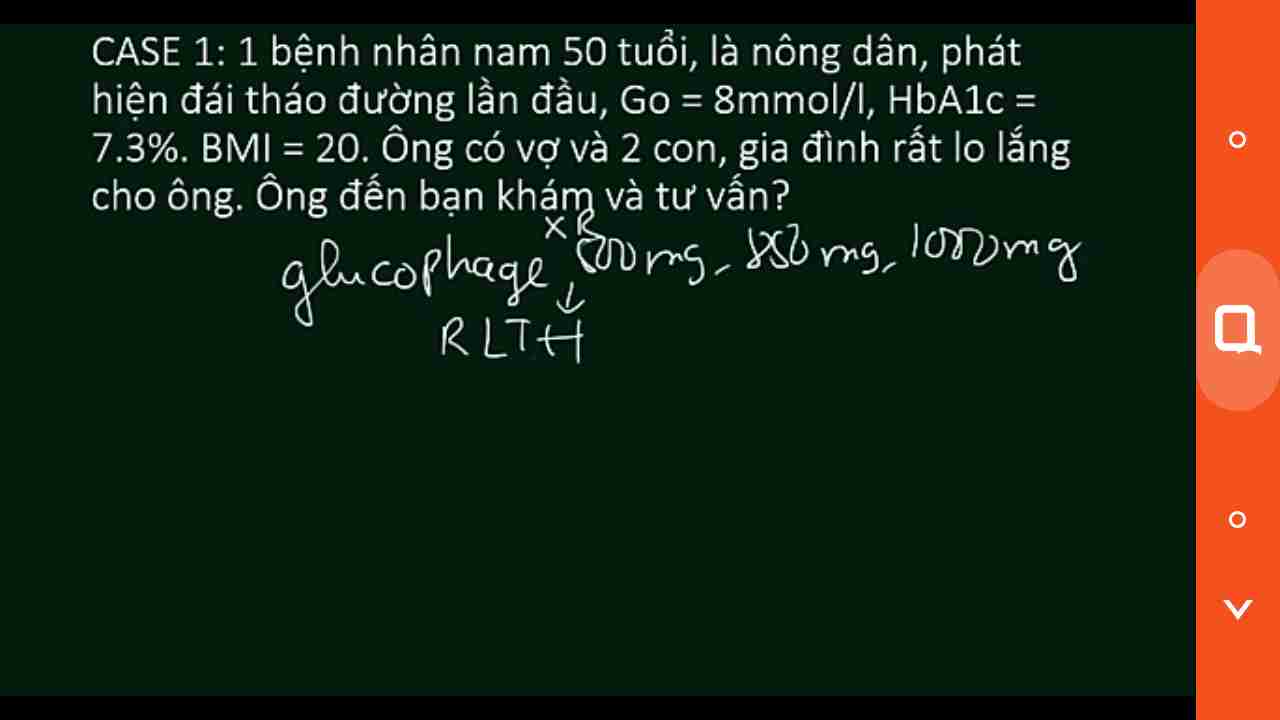 CASE 1: 1 bệnh nhân nam 50 tuổi, là nông dân, phát
hiện đái tháo đường lần đầu, Go = 8mmol/l, HbA1c =
7.3%. BMI = 20. Ông có vợ và 2 con, gia đình rất lo lắng
cho ông. Ông đến bạn khám và tư vấn?
XR
glucophage 500mg, 850mg, 1000mg
↓
RLTH